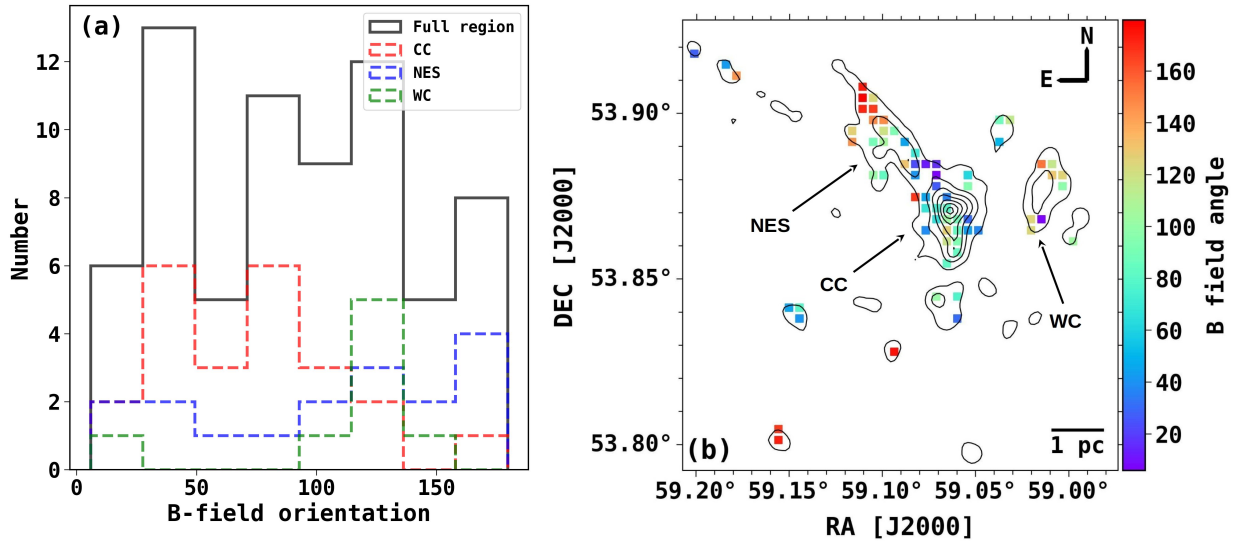 (a)
Full region
CC
NES
WC
12
10
8
6
4
2
0
Number
0 50 100 150
B-field orientation
N
E
NES
CC
WC
(b)
1 pc
53.90°
53.85°
53.80°
DEC [J2000]
59.20° 59.15° 59.10° 59.05° 59.00°
RA [J2000]
160
140
120
100
80
60
40
20
B field angle